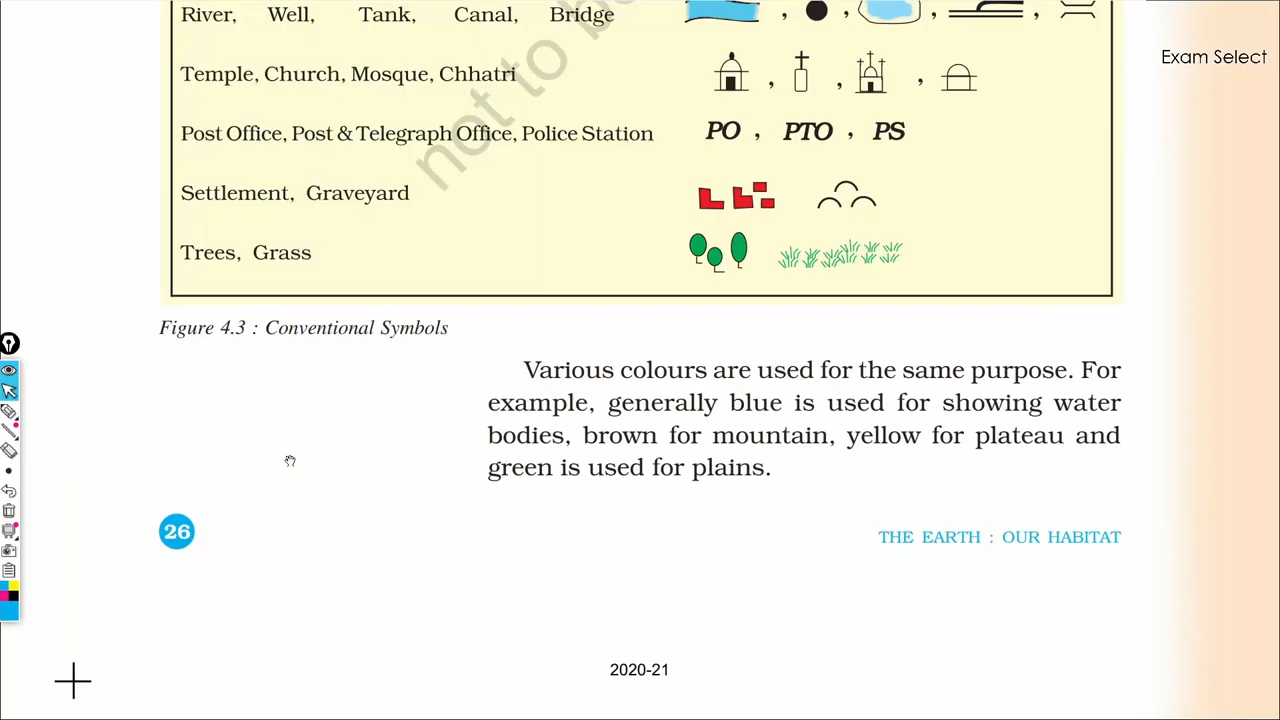 River, Well, Tank, Canal, Bridge , , , ,
Exam Select
Temple, Church, Mosque, Chhatri , , ,
Post Office, Post & Telegraph Office, Police Station PO , PTO , PS
Settlement, Graveyard
Trees, Grass
not to be
Figure 4.3 : Conventional Symbols
Various colours are used for the same purpose. For
example, generally blue is used for showing water
bodies, brown for mountain, yellow for plateau and
green is used for plains.
26
THE EARTH : OUR HABITAT
2020-21